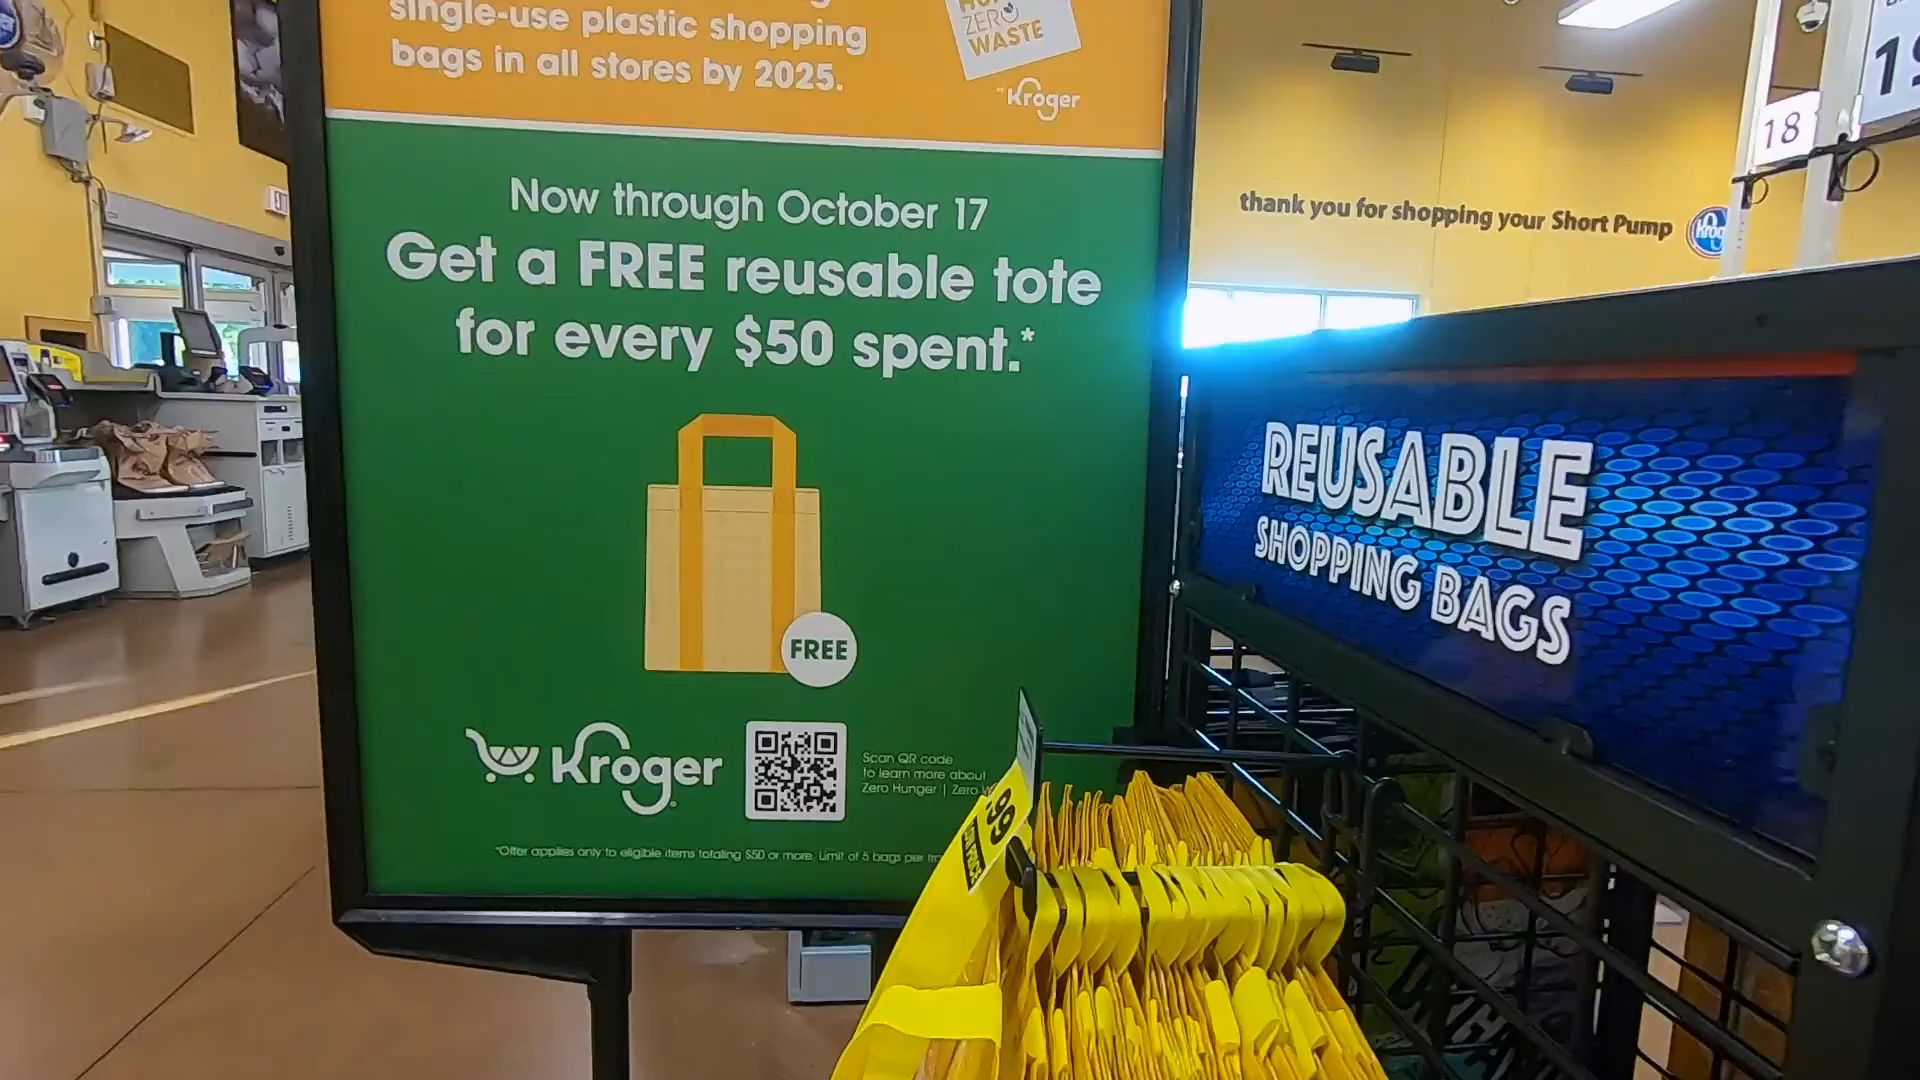 single-use plastic shopping
bags in all stores by 2025.
ZERO
WASTE
Kroger
Now through October 17
Get a FREE reusable tote
for every $50 spent.*
FREE
Kroger
Scan QR code
to learn more about
Zero Hunger | Zero
*Offer applies only to eligible items totaling $50 or more. Limit of 5 bags per
99
LOW PRICE
thank you for shopping your Short Pump
18
19
REUSABLE
SHOPPING BAGS